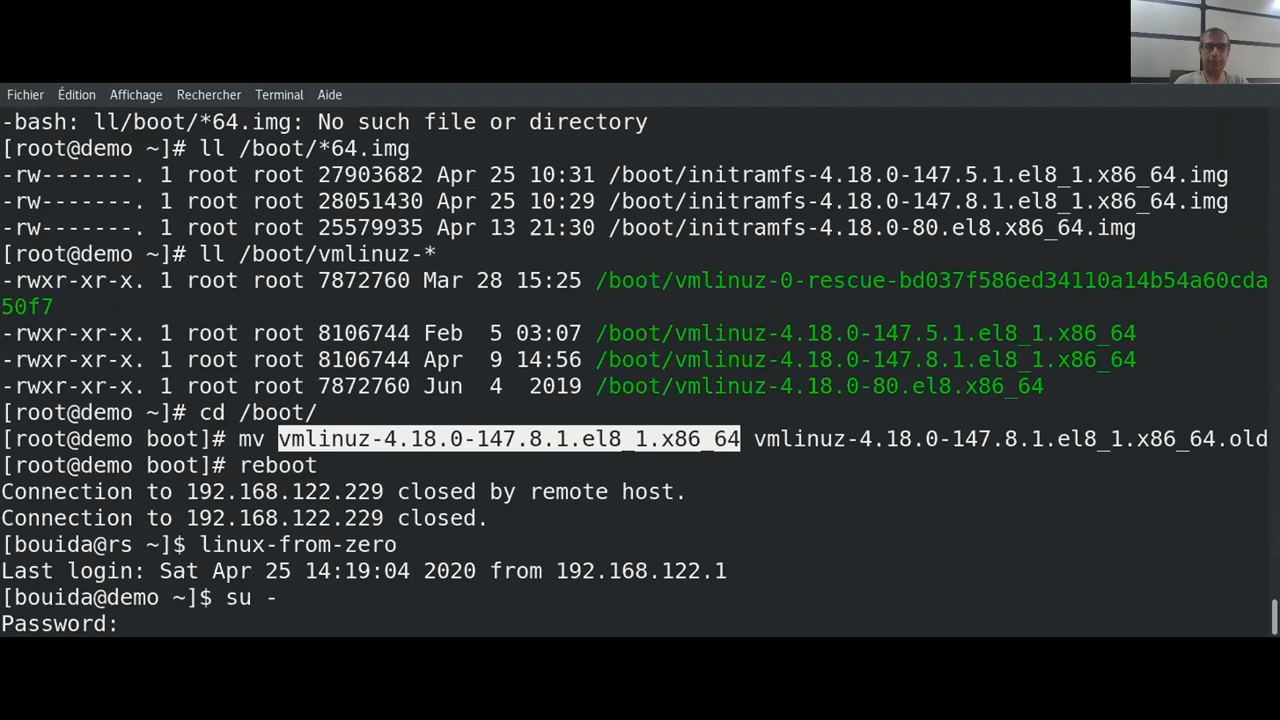 Fichier Édition Affichage Rechercher Terminal Aide
-bash: ll/boot/*64.img: No such file or directory
[root@demo ~]# ll /boot/*64.img
-rw-------. 1 root root 27903682 Apr 25 10:31 /boot/initramfs-4.18.0-147.5.1.el8_1.x86_64.img
-rw-------. 1 root root 28051430 Apr 25 10:29 /boot/initramfs-4.18.0-147.8.1.el8_1.x86_64.img
-rw-------. 1 root root 25579935 Apr 13 21:30 /boot/initramfs-4.18.0-80.el8.x86_64.img
[root@demo ~]# ll /boot/vmlinuz-*
-rwxr-xr-x. 1 root root 7872760 Mar 28 15:25 /boot/vmlinuz-0-rescue-bd037f586ed34110a14b54a60cda
50f7
-rwxr-xr-x. 1 root root 8106744 Feb  5 03:07 /boot/vmlinuz-4.18.0-147.5.1.el8_1.x86_64
-rwxr-xr-x. 1 root root 8106744 Apr  9 14:56 /boot/vmlinuz-4.18.0-147.8.1.el8_1.x86_64
-rwxr-xr-x. 1 root root 7872760 Jun  4  2019 /boot/vmlinuz-4.18.0-80.el8.x86_64
[root@demo ~]# cd /boot/
[root@demo boot]# mv vmlinuz-4.18.0-147.8.1.el8_1.x86_64 vmlinuz-4.18.0-147.8.1.el8_1.x86_64.old
[root@demo boot]# reboot
Connection to 192.168.122.229 closed by remote host.
Connection to 192.168.122.229 closed.
[bouida@rs ~]$ linux-from-zero
Last login: Sat Apr 25 14:19:04 2020 from 192.168.122.1
[bouida@demo ~]$ su -
Password: